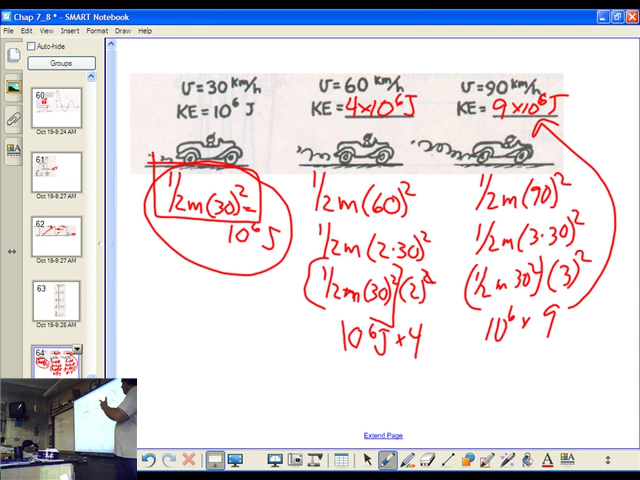 Chap 7_8 * - SMART Notebook
File Edit View Insert Format Draw Help
Auto-hide
Groups
60
Oct 19-9:24 AM
61
Oct 19-9:24 AM
62
Oct 19-9:24 AM
63
Oct 19-9:28 AM
64
v = 30 km/h
KE = 10⁶ J
v = 60 km/h
KE = 4×10⁶ J
v = 90 km/h
KE = 9×10⁶ J
1/2 m(30)² =
10⁶ J
1/2 m(60)²
1/2 m(2·30)²
1/2 m(30)²(2)²
10⁶ J × 4
1/2 m(90)²
1/2 m(3·30)²
(1/2 m 30²)(3)²
10⁶ × 9
Extend Page